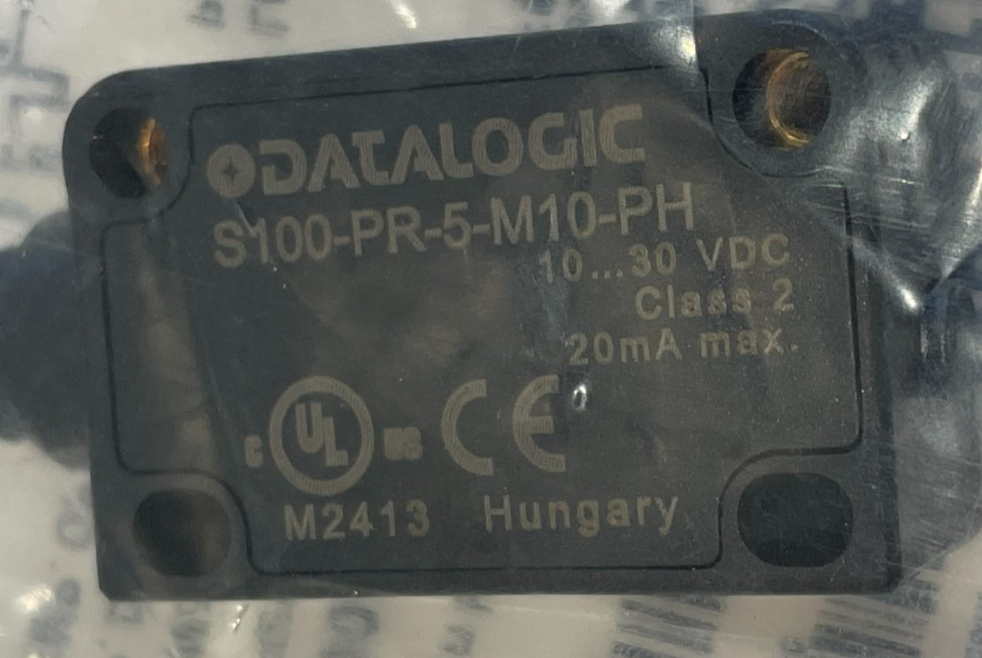 DATALOGIC
S100-PR-5-M10-PH
10...30 VDC
Class 2
20mA max.
c UL us CE
M2413 Hungary